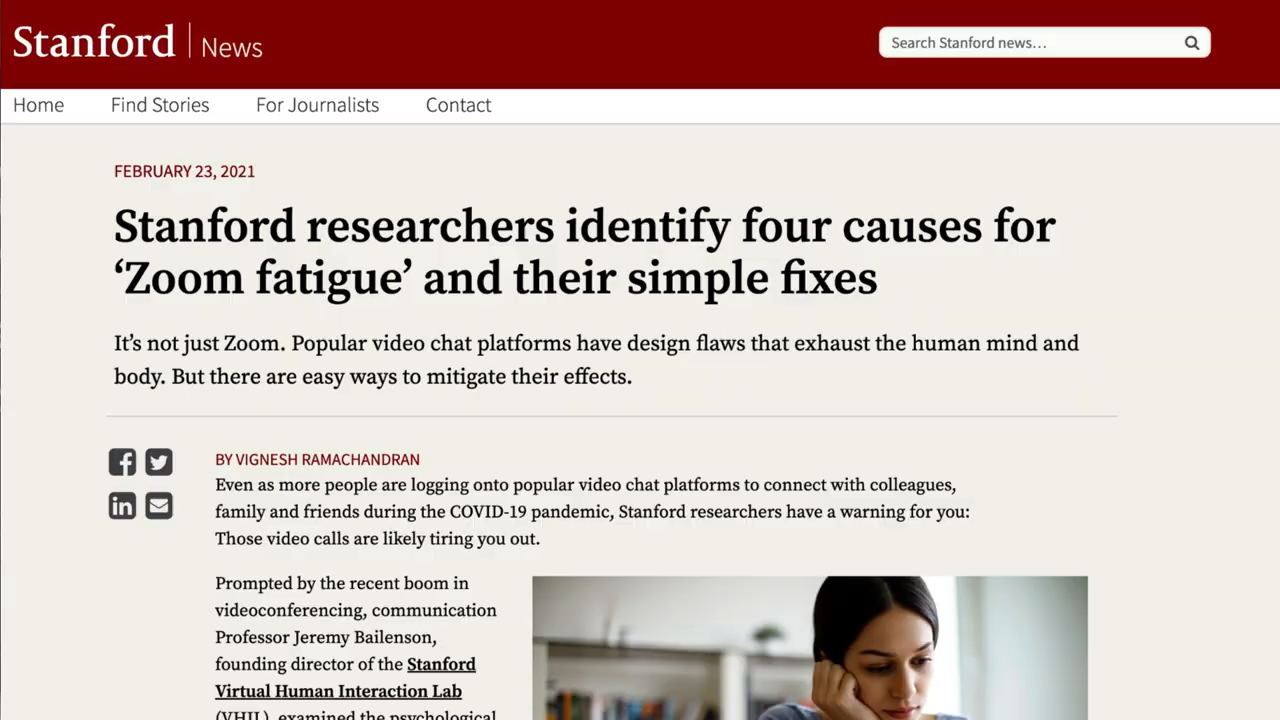 Stanford | News
Search Stanford news…
Home Find Stories For Journalists Contact
FEBRUARY 23, 2021
Stanford researchers identify four causes for
‘Zoom fatigue’ and their simple fixes
It’s not just Zoom. Popular video chat platforms have design flaws that exhaust the human mind and
body. But there are easy ways to mitigate their effects.
BY VIGNESH RAMACHANDRAN
Even as more people are logging onto popular video chat platforms to connect with colleagues,
family and friends during the COVID-19 pandemic, Stanford researchers have a warning for you:
Those video calls are likely tiring you out.
Prompted by the recent boom in
videoconferencing, communication
Professor Jeremy Bailenson,
founding director of the Stanford
Virtual Human Interaction Lab
(VHIL), examined the psychological